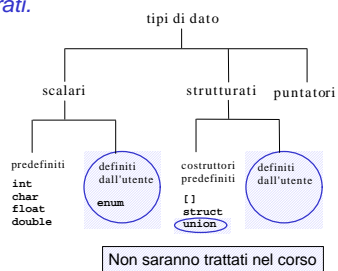 rati.
tipi di dato
scalari strutturati puntatori
predefiniti definiti costruttori definiti
dall'utente predefiniti dall'utente
int
char enum []
float struct
double union
Non saranno trattati nel corso